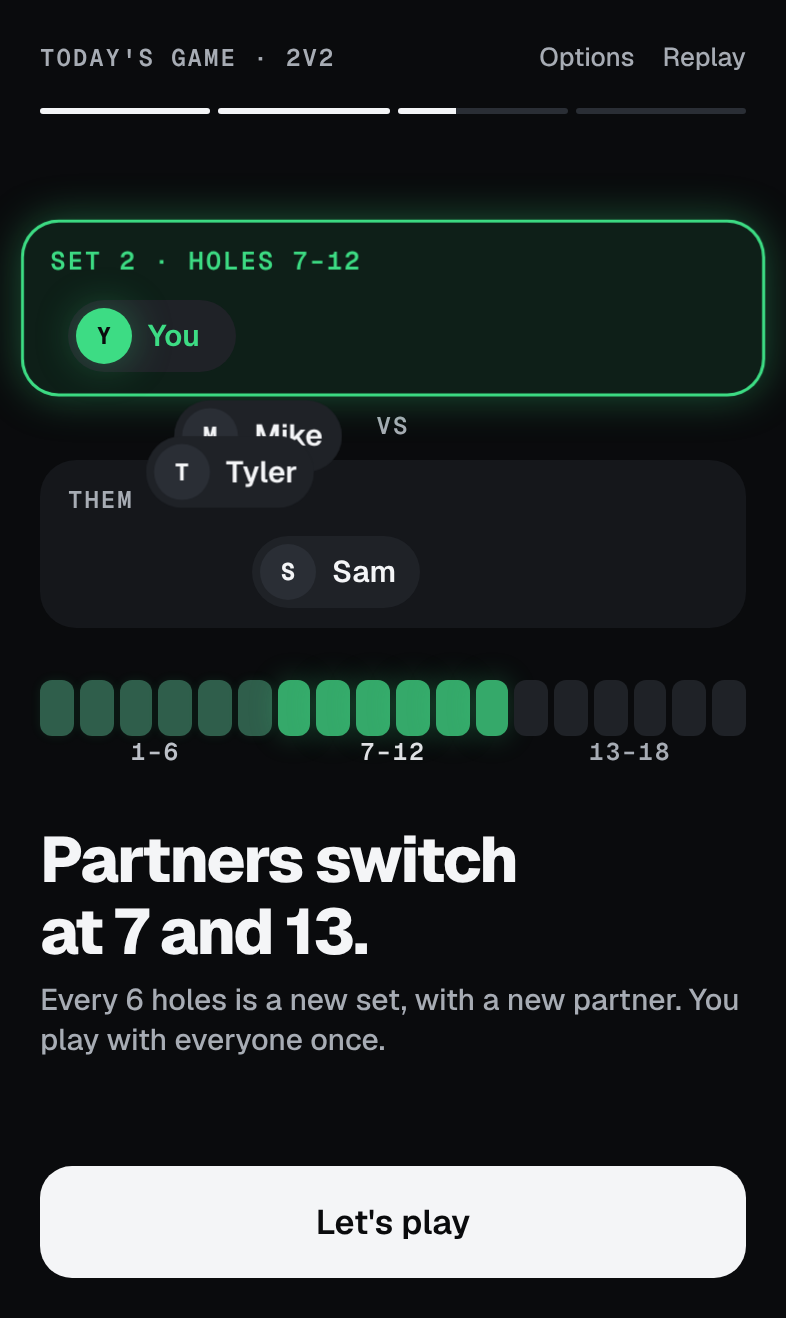 TODAY'S GAME · 2V2
Options
Replay
SET 2 · HOLES 7–12
Y You
M Mike
VS
T Tyler
THEM
S Sam
1–6
7–12
13–18
Partners switch
at 7 and 13.
Every 6 holes is a new set, with a new partner. You
play with everyone once.
Let's play